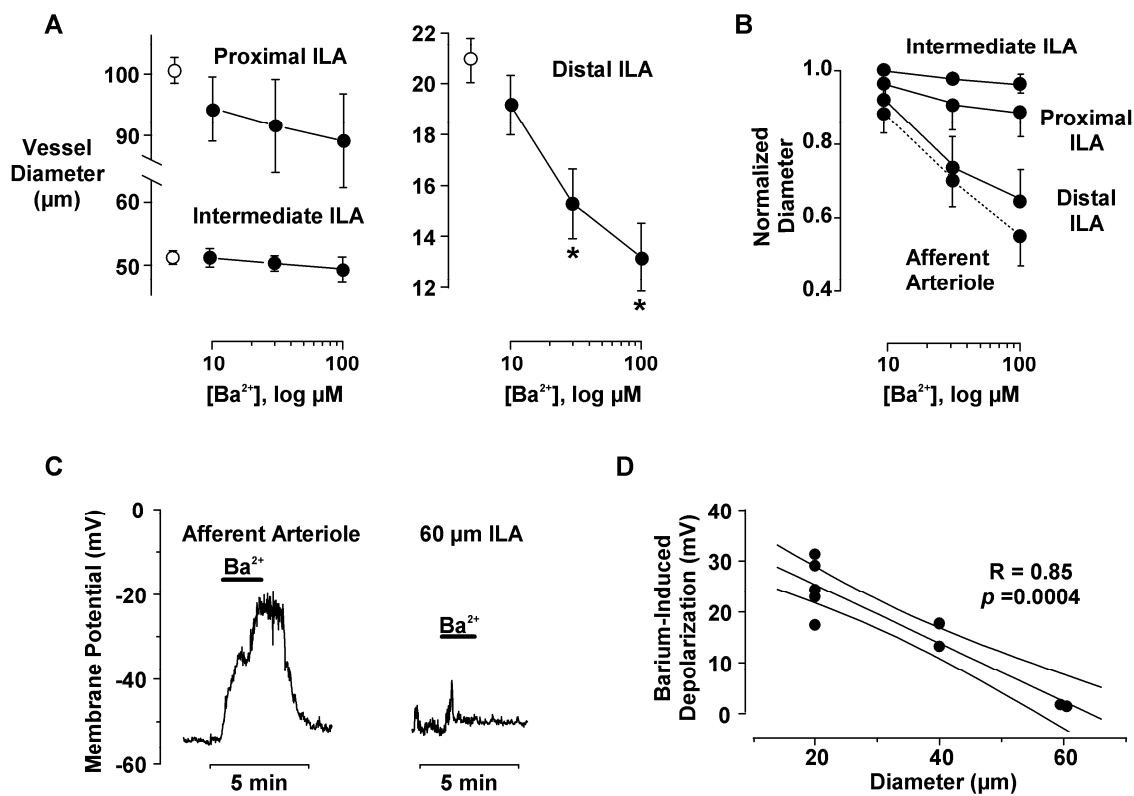 A
Proximal ILA
Vessel
Diameter
(µm)
100
90
60
50
Intermediate ILA
10
100
[Ba²⁺], log µM
22
20
18
16
14
12
Distal ILA
*
*
10
100
[Ba²⁺], log µM
B
Intermediate ILA
Normalized
Diameter
1.0
0.8
0.6
0.4
Proximal
ILA
Distal
ILA
Afferent
Arteriole
10
100
[Ba²⁺], log µM
C
Membrane Potential (mV)
0
-20
-40
-60
Afferent Arteriole
Ba²⁺
5 min
60 µm ILA
Ba²⁺
5 min
D
Barium-Induced
Depolarization (mV)
40
30
20
10
0
R = 0.85
p =0.0004
20
40
60
Diameter (µm)